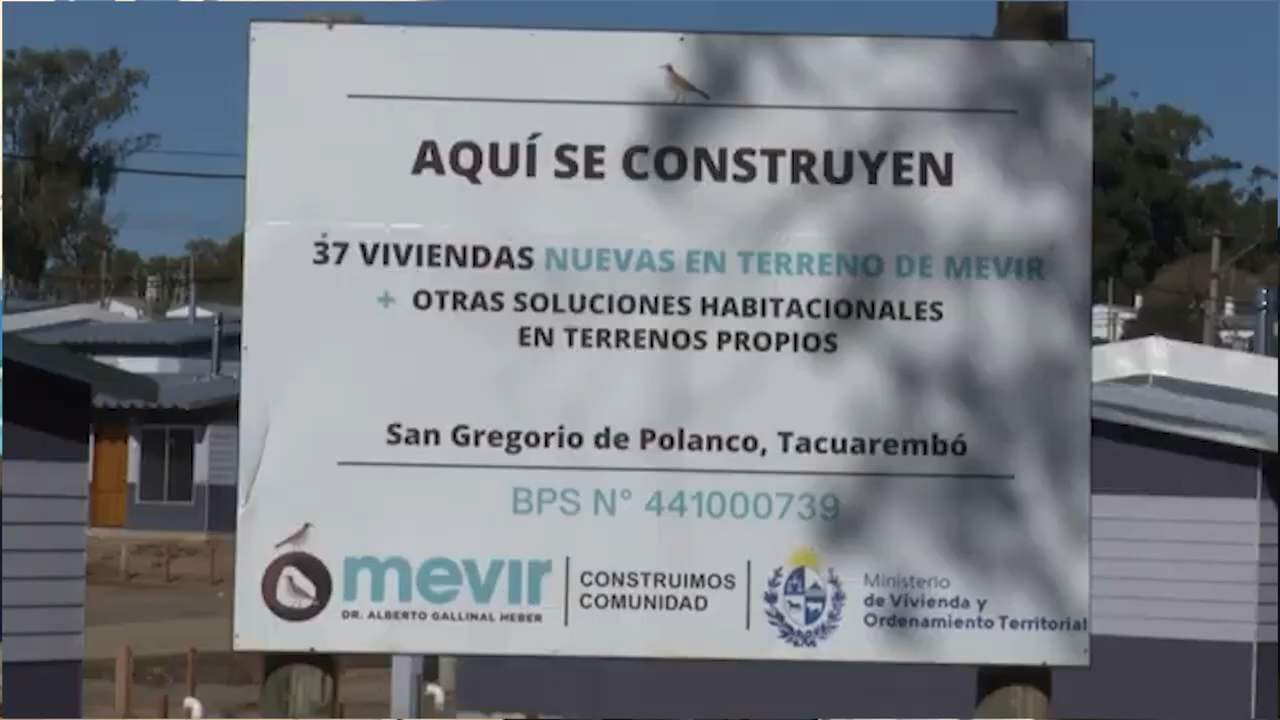 AQUÍ SE CONSTRUYEN
37 VIVIENDAS NUEVAS EN TERRENO DE MEVIR
+ OTRAS SOLUCIONES HABITACIONALES
EN TERRENOS PROPIOS
San Gregorio de Polanco, Tacuarembó
BPS N° 441000739
mevir
DR. ALBERTO GALLINAL HEBER
CONSTRUIMOS
COMUNIDAD
Ministerio
de Vivienda y
Ordenamiento Territorial